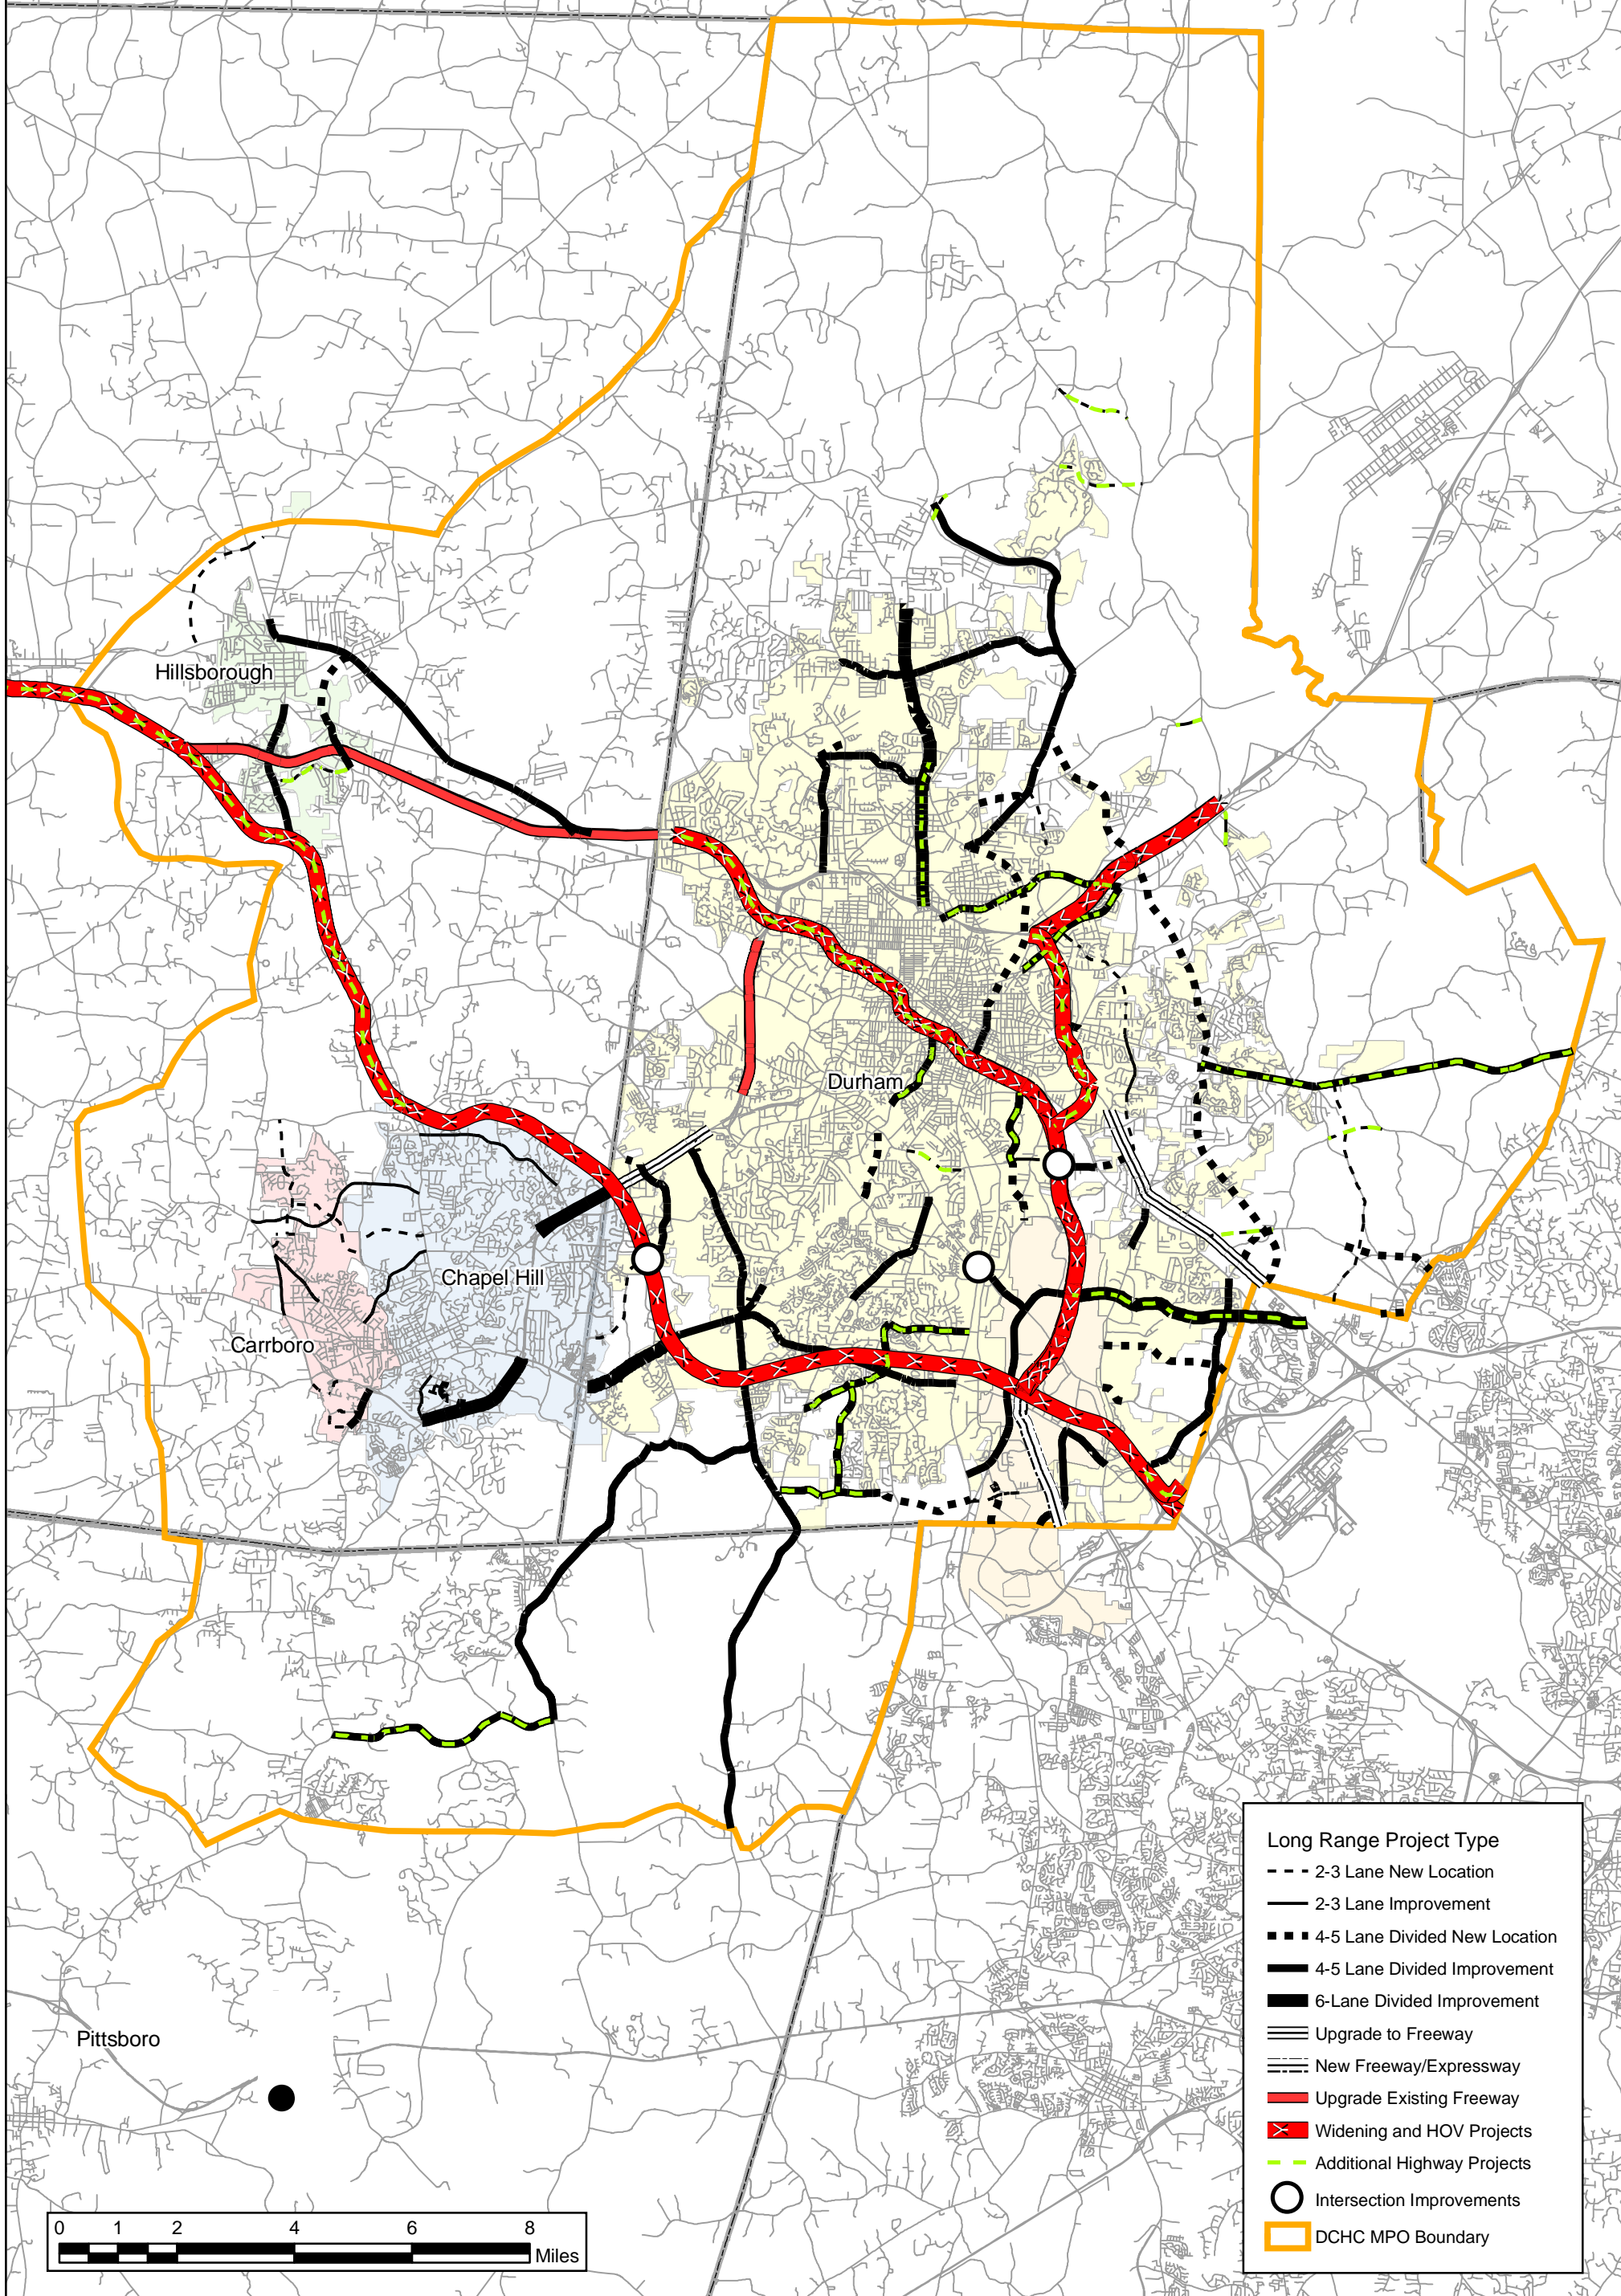 Hillsborough
Durham
Chapel Hill
Carrboro
Pittsboro
Long Range Project Type
2-3 Lane New Location
2-3 Lane Improvement
4-5 Lane Divided New Location
4-5 Lane Divided Improvement
6-Lane Divided Improvement
Upgrade to Freeway
New Freeway/Expressway
Upgrade Existing Freeway
Widening and HOV Projects
Additional Highway Projects
Intersection Improvements
DCHC MPO Boundary
0 1 2 4 6 8
Miles